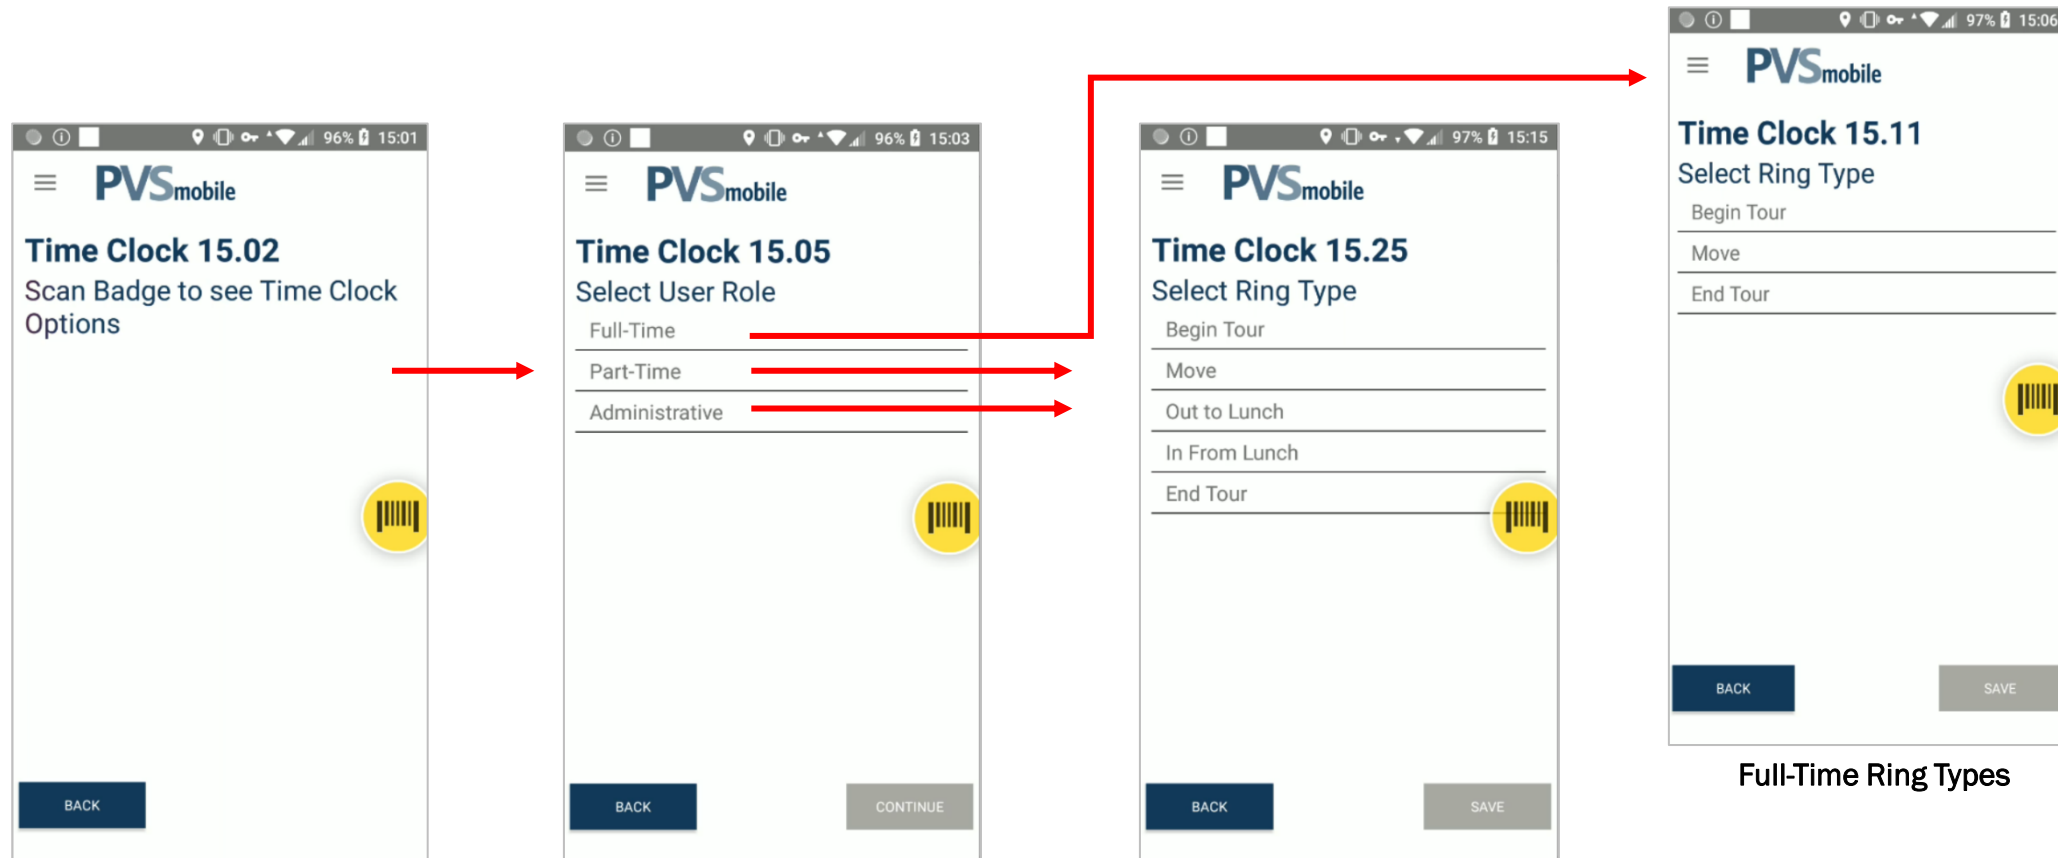 96% 15:01
PVSmobile
Time Clock 15.02
Scan Badge to see Time Clock
Options
BACK
96% 15:03
PVSmobile
Time Clock 15.05
Select User Role
Full-Time
Part-Time
Administrative
BACK
CONTINUE
97% 15:15
PVSmobile
Time Clock 15.25
Select Ring Type
Begin Tour
Move
Out to Lunch
In From Lunch
End Tour
BACK
SAVE
97% 15:06
PVSmobile
Time Clock 15.11
Select Ring Type
Begin Tour
Move
End Tour
BACK
SAVE
Full-Time Ring Types